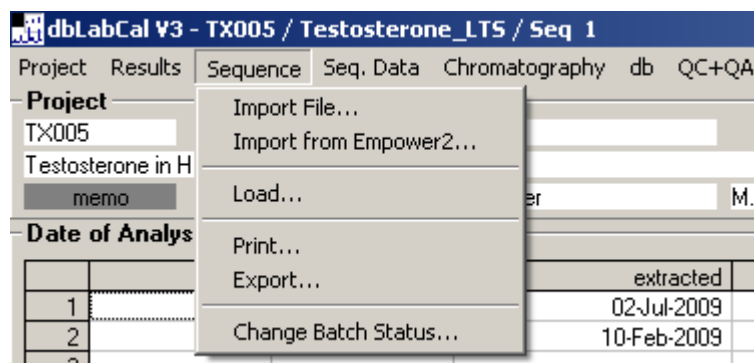 dbLabCal V3 - TX005 / Testosterone_LTS / Seq 1
Project Results Sequence Seq. Data Chromatography db QC+QA
Project
TX005
Testosterone in H
memo
er
M.
Import File...
Import from Empower2...
Load...
Print...
Export...
Change Batch Status...
Date of Analys
extracted
1 02-Jul-2009
2 10-Feb-2009